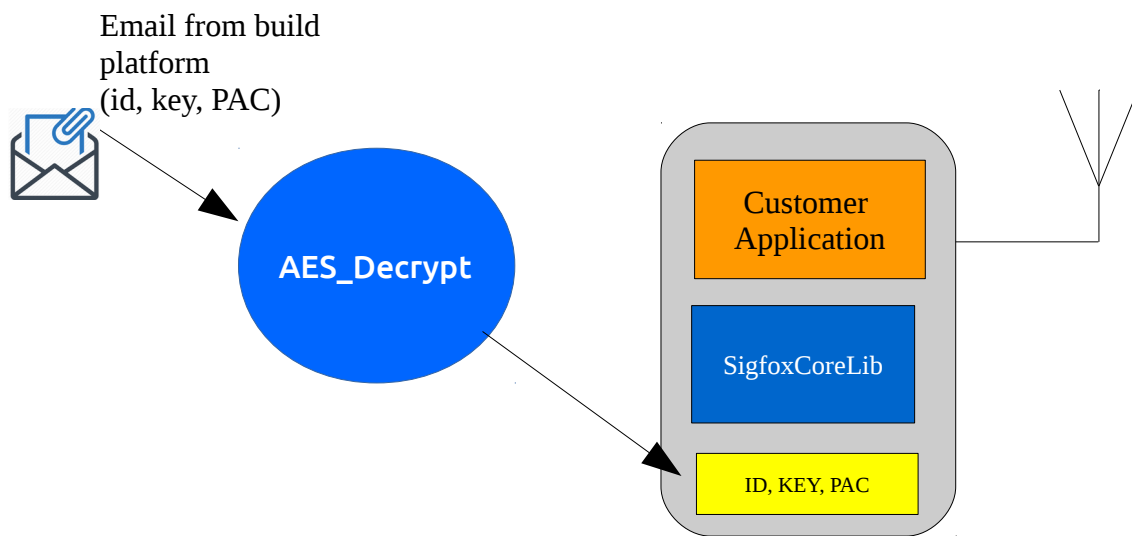 Email from build
platform
(id, key, PAC)
AES_Decrypt
Customer
Application
SigfoxCoreLib
ID, KEY, PAC